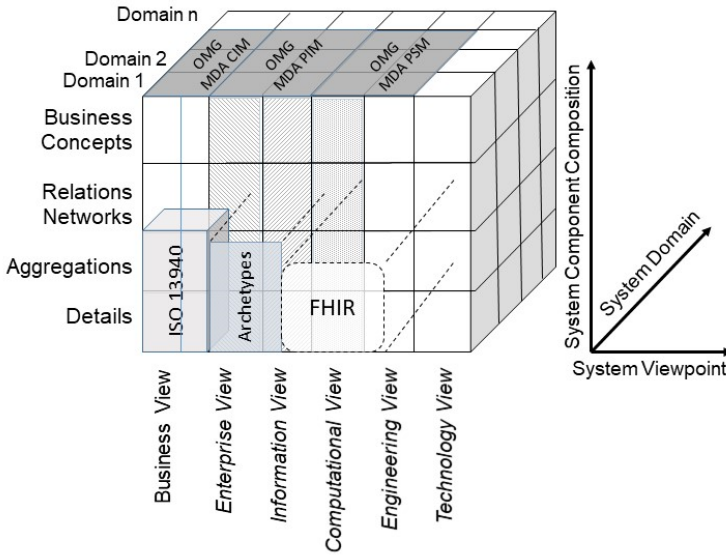 Domain n
Domain 2
Domain 1
OMG
MDA CIM
OMG
MDA PIM
OMG
MDA PSM
Business
Concepts
Relations
Networks
Aggregations
Details
ISO 13940
Archetypes
FHIR
Business View
Enterprise View
Information View
Computational View
Engineering View
Technology View
System Component Composition
System Domain
System Viewpoint